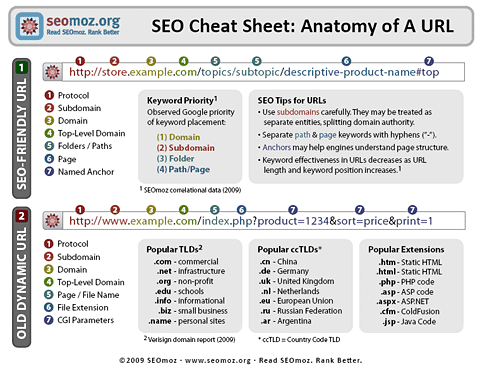 seomoz.org
Read SEOmoz. Rank Better.
SEO Cheat Sheet: Anatomy of A URL
SEO-FRIENDLY URL 1
1 2 3 4 5 5 6 7
http://store.example.com/topics/subtopic/descriptive-product-name#top
1 Protocol
2 Subdomain
3 Domain
4 Top-Level Domain
5 Folders / Paths
6 Page
7 Named Anchor
Keyword Priority1
Observed Google priority
of keyword placement:
(1) Domain
(2) Subdomain
(3) Folder
(4) Path/Page
1 SEOmoz correlational data (2009)
SEO Tips for URLs
• Use subdomains carefully. They may be treated as
separate entities, splitting domain authority.
• Separate path & page keywords with hyphens ("-").
• Anchors may help engines understand page structure.
• Keyword effectiveness in URLs decreases as URL
length and keyword position increases.1
OLD DYNAMIC URL 2
1 2 3 4 5 6 7 7 7
http://www.example.com/index.php?product=1234&sort=price&print=1
1 Protocol
2 Subdomain
3 Domain
4 Top-Level Domain
5 Page / File Name
6 File Extension
7 CGI Parameters
Popular TLDs2
.com - commercial
.net - infrastructure
.org - non-profit
.edu - schools
.info - informational
.biz - small business
.name - personal sites
2 Verisign domain report (2009)
Popular ccTLDs*
.cn - China
.de - Germany
.uk - United Kingdom
.nl - Netherlands
.eu - European Union
.ru - Russian Federation
.ar - Argentina
* ccTLD = Country Code TLD
Popular Extensions
.htm - Static HTML
.html - Static HTML
.php - PHP code
.asp - ASP code
.aspx - ASP.NET
.cfm - ColdFusion
.jsp - Java Code
©2009 SEOmoz - www.seomoz.org - Read SEOmoz. Rank Better.